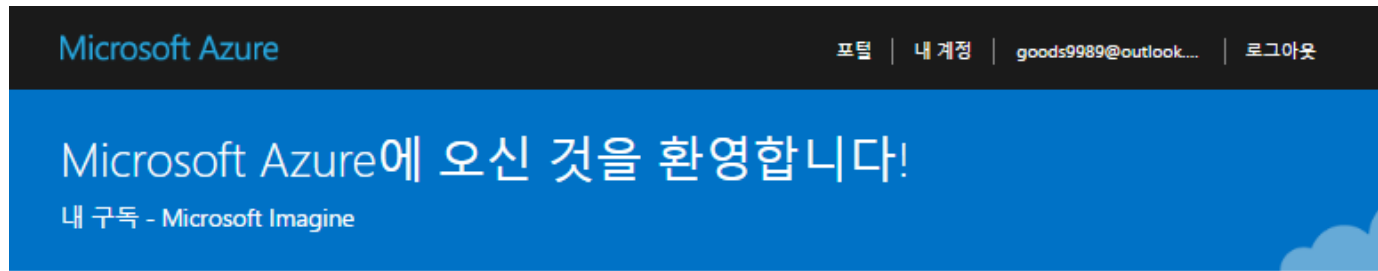 Microsoft Azure
포털 | 내 계정 | goods9989@outlook.... | 로그아웃
Microsoft Azure에 오신 것을 환영합니다!
내 구독 - Microsoft Imagine